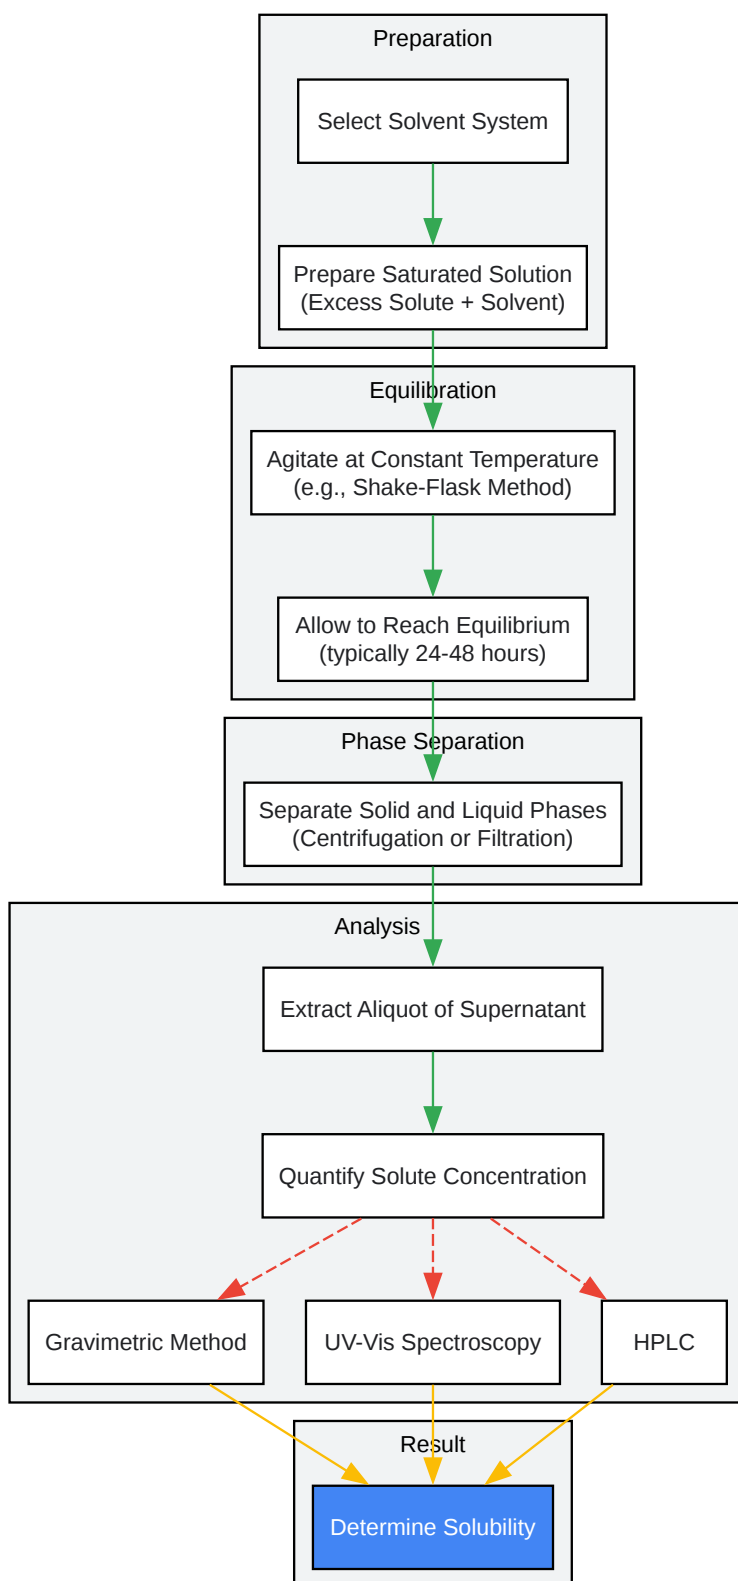 Preparation
Select Solvent System
Prepare Saturated Solution
(Excess Solute + Solvent)
Equilibration
Agitate at Constant Temperature
(e.g., Shake-Flask Method)
Allow to Reach Equilibrium
(typically 24-48 hours)
Phase Separation
Separate Solid and Liquid Phases
(Centrifugation or Filtration)
Analysis
Extract Aliquot of Supernatant
Quantify Solute Concentration
Gravimetric Method
UV-Vis Spectroscopy
HPLC
Result
Determine Solubility